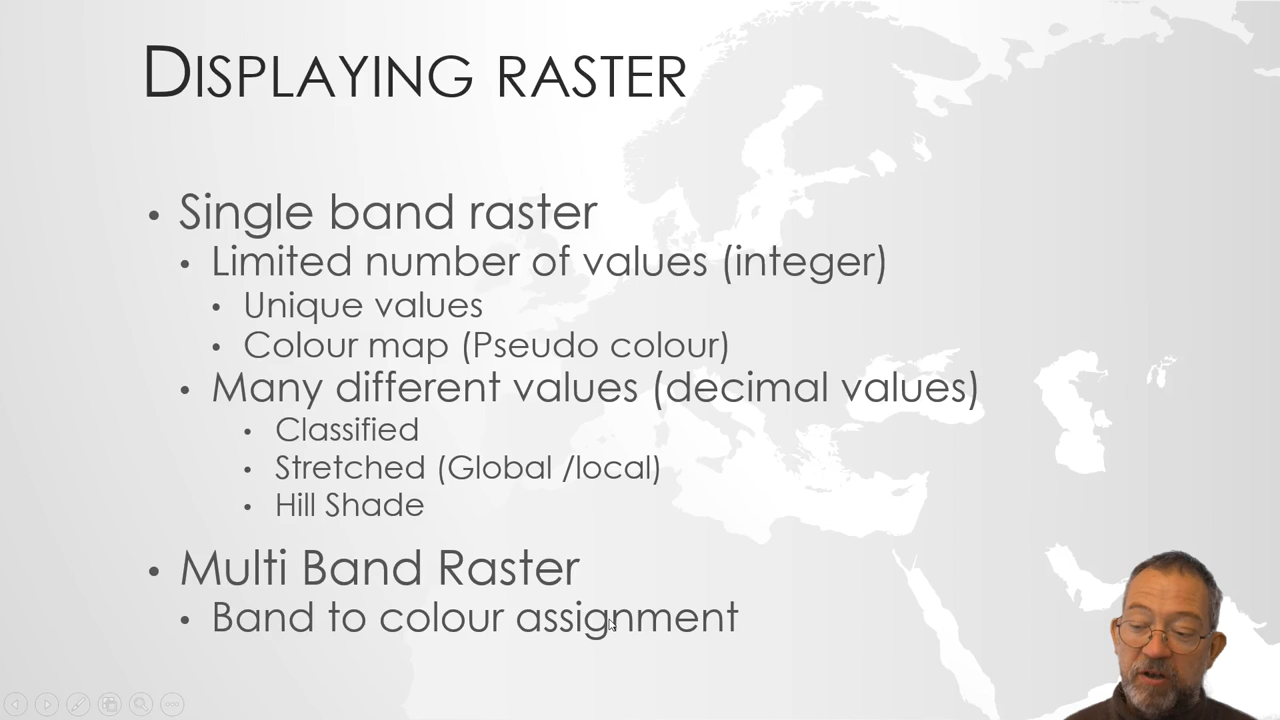 Displaying raster
• Single band raster
• Limited number of values (integer)
• Unique values
• Colour map (Pseudo colour)
• Many different values (decimal values)
• Classified
• Stretched (Global /local)
• Hill Shade
• Multi Band Raster
• Band to colour assignment